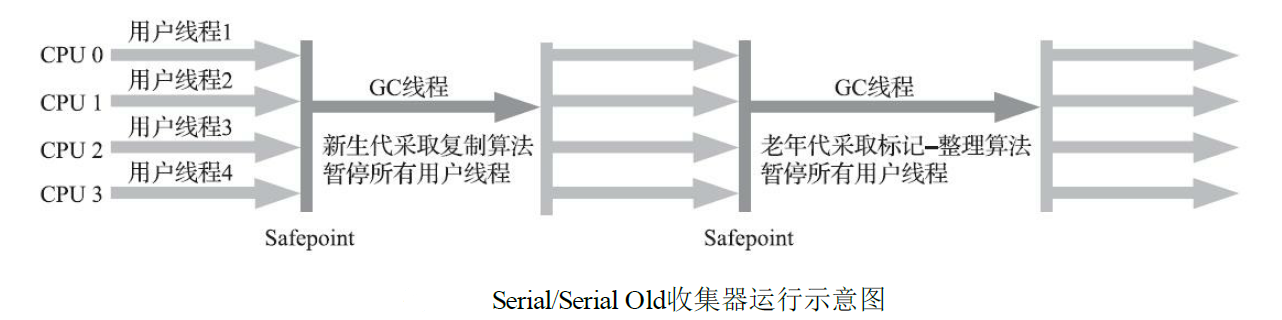 用户线程1
CPU 0
用户线程2
CPU 1
用户线程3
CPU 2
用户线程4
CPU 3
GC线程
新生代采取复制算法
暂停所有用户线程
GC线程
老年代采取标记–整理算法
暂停所有用户线程
Safepoint
Safepoint
Serial/Serial Old收集器运行示意图